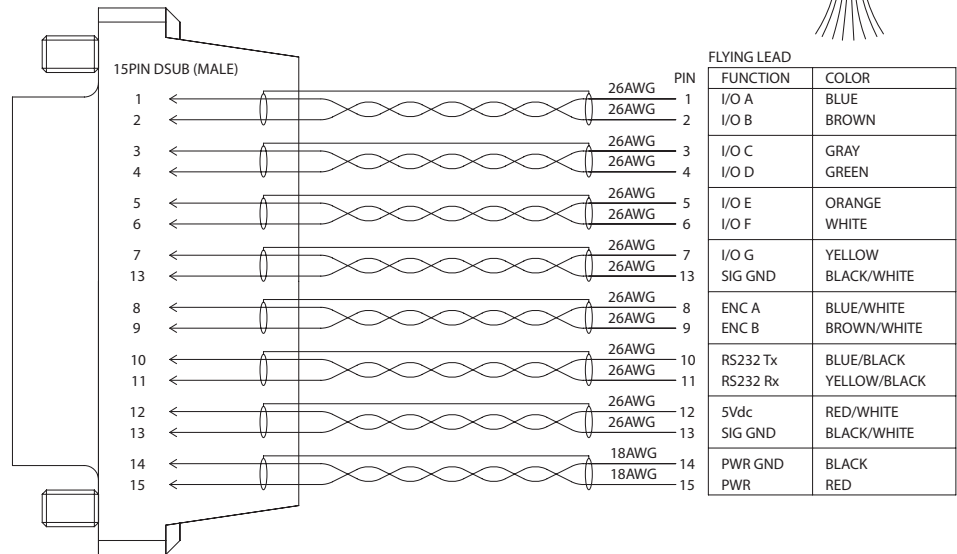 FLYING LEAD
15PIN DSUB (MALE)
PIN FUNCTION COLOR
1 26AWG 1 I/O A BLUE
2 26AWG 2 I/O B BROWN
3 26AWG 3 I/O C GRAY
4 26AWG 4 I/O D GREEN
5 26AWG 5 I/O E ORANGE
6 26AWG 6 I/O F WHITE
7 26AWG 7 I/O G YELLOW
13 26AWG 13 SIG GND BLACK/WHITE
8 26AWG 8 ENC A BLUE/WHITE
9 26AWG 9 ENC B BROWN/WHITE
10 26AWG 10 RS232 Tx BLUE/BLACK
11 26AWG 11 RS232 Rx YELLOW/BLACK
12 26AWG 12 5Vdc RED/WHITE
13 26AWG 13 SIG GND BLACK/WHITE
14 18AWG 14 PWR GND BLACK
15 18AWG 15 PWR RED